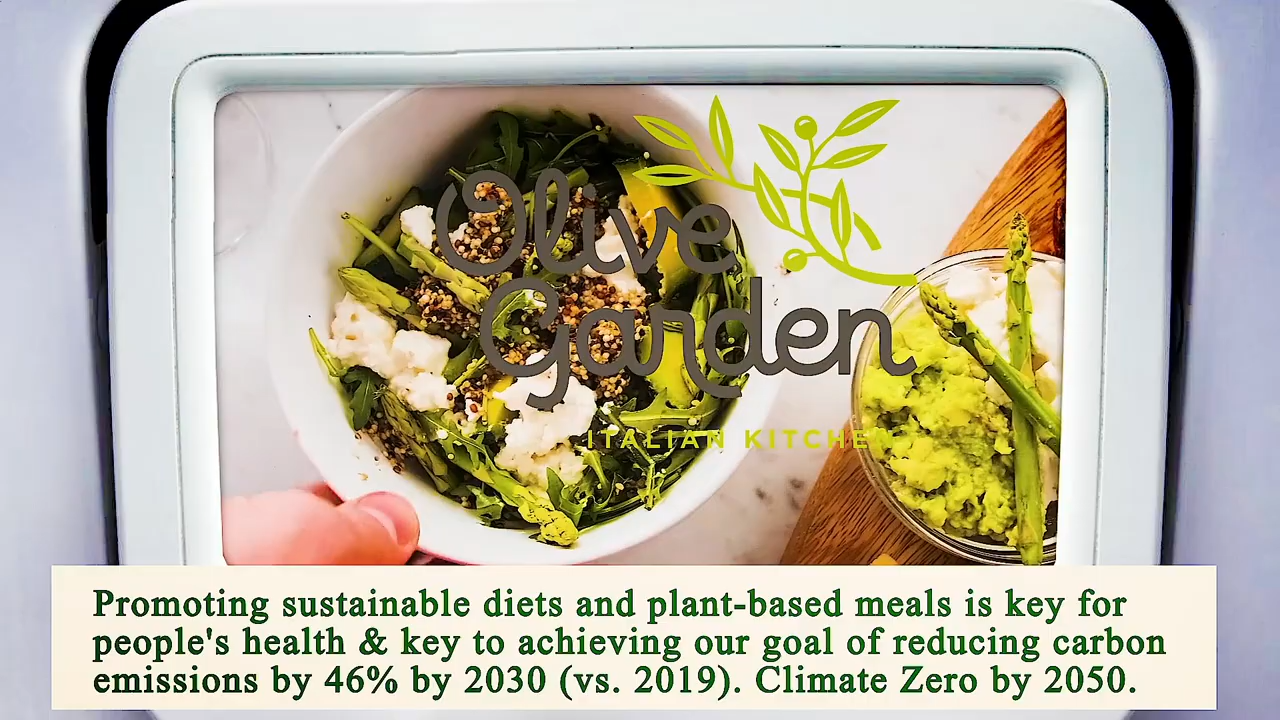 Olive
Garden
ITALIAN KITCHEN
Promoting sustainable diets and plant-based meals is key for
people's health & key to achieving our goal of reducing carbon
emissions by 46% by 2030 (vs. 2019). Climate Zero by 2050.